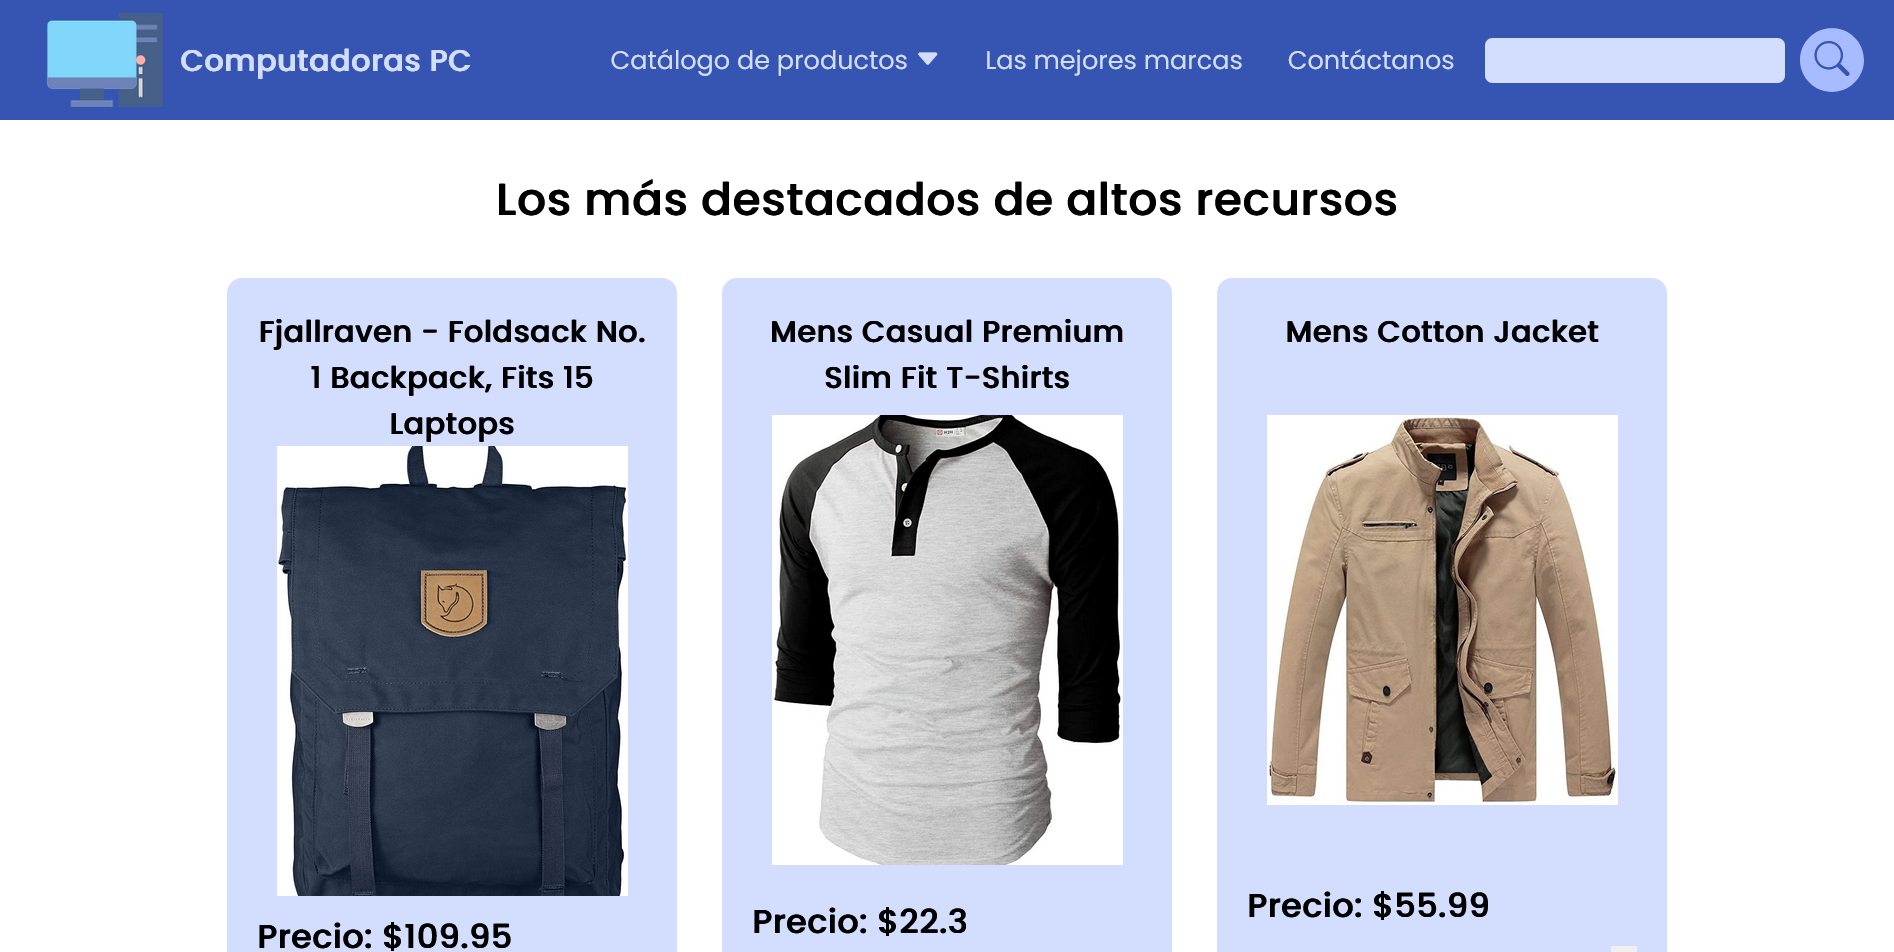 Computadoras PC
Catálogo de productos
Las mejores marcas
Contáctanos
Los más destacados de altos recursos
Fjallraven - Foldsack No.
1 Backpack, Fits 15
Laptops
Precio: $109.95
Mens Casual Premium
Slim Fit T-Shirts
Precio: $22.3
Mens Cotton Jacket
Precio: $55.99